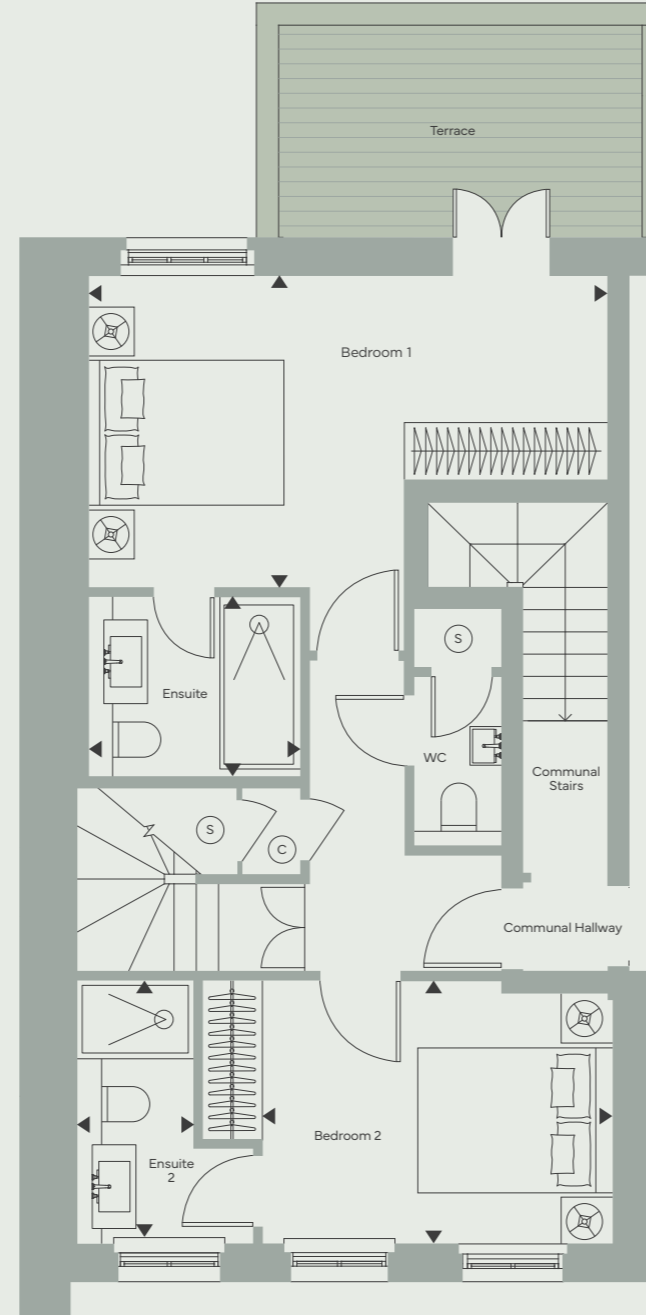 Terrace
Bedroom 1
S
Ensuite
WC
Communal
Stairs
S
C
Communal Hallway
Bedroom 2
Ensuite
2